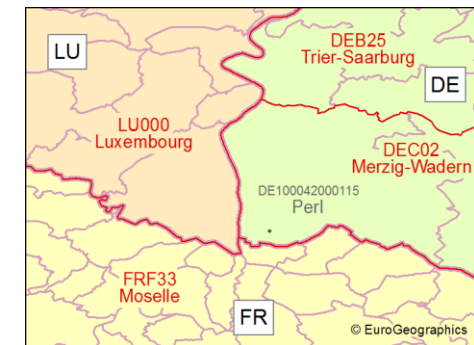 LU
DEB25
Trier-Saarburg
DE
LU000
Luxembourg
DEC02
Merzig-Wadern
DE100042000115
Perl
FRF33
Moselle
FR
© EuroGeographics